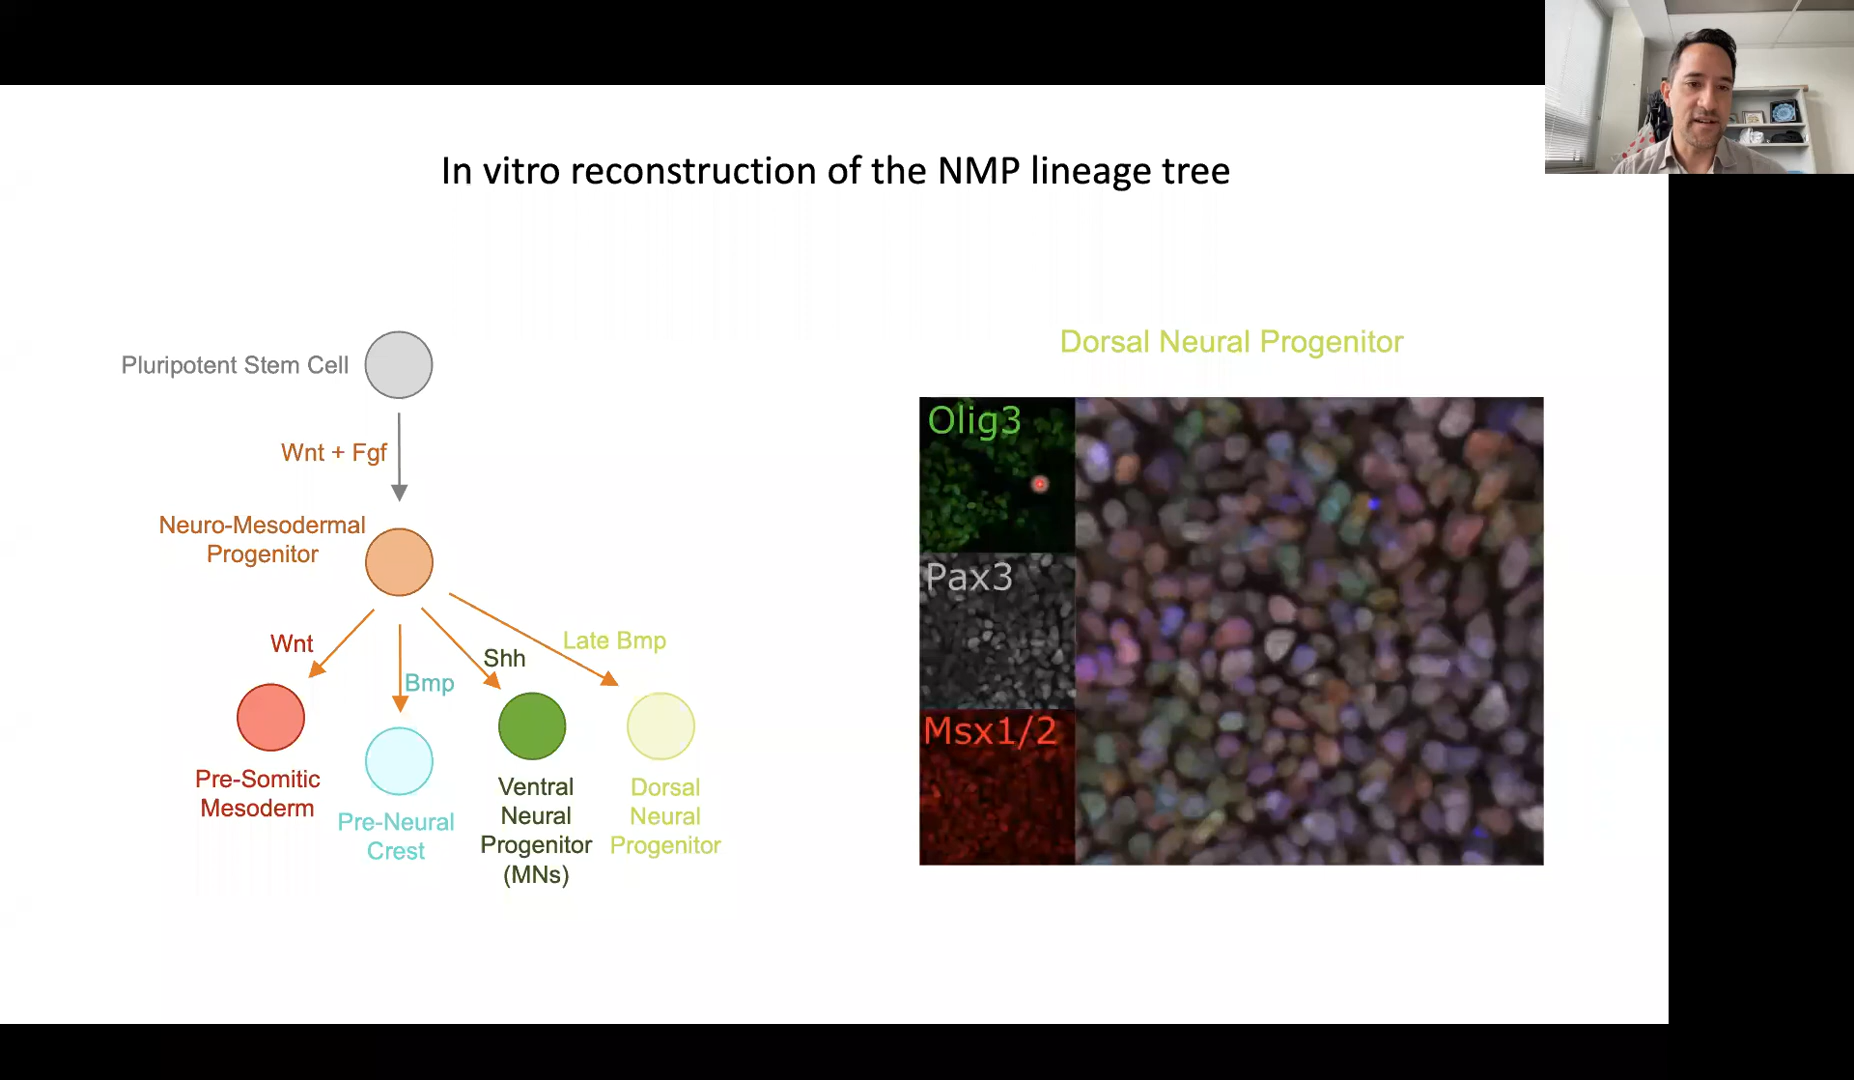 In vitro reconstruction of the NMP lineage tree
Pluripotent Stem Cell
Wnt + Fgf
Neuro-Mesodermal
Progenitor
Wnt
Bmp
Shh
Late Bmp
Pre-Somitic
Mesoderm
Pre-Neural
Crest
Ventral
Neural
Progenitor
(MNs)
Dorsal
Neural
Progenitor
Dorsal Neural Progenitor
Olig3
Pax3
Msx1/2